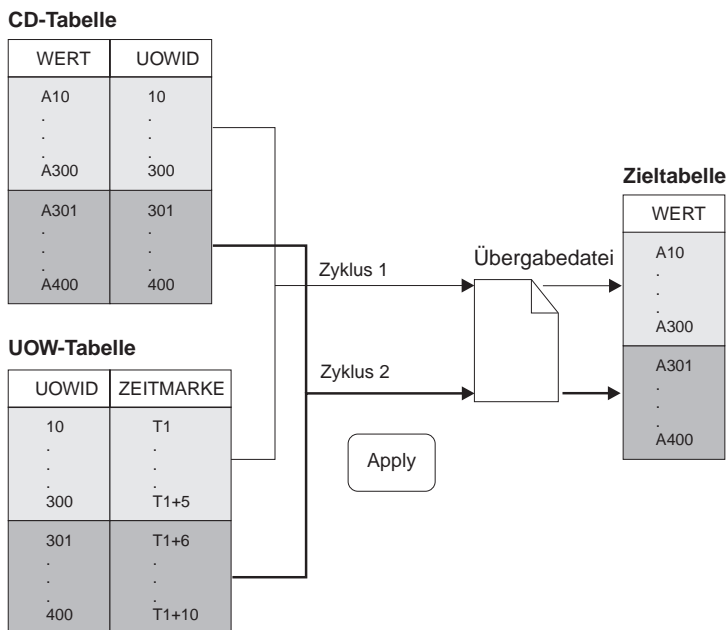 CD-Tabelle
WERT UOWID
A10 10
. .
. .
. .
A300 300
A301 301
. .
. .
. .
A400 400
UOW-Tabelle
UOWID ZEITMARKE
10 T1
. .
. .
. .
300 T1+5
301 T1+6
. .
. .
. .
400 T1+10
Zyklus 1
Zyklus 2
Apply
Übergabedatei
Zieltabelle
WERT
A10
.
.
.
A300
A301
.
.
.
A400